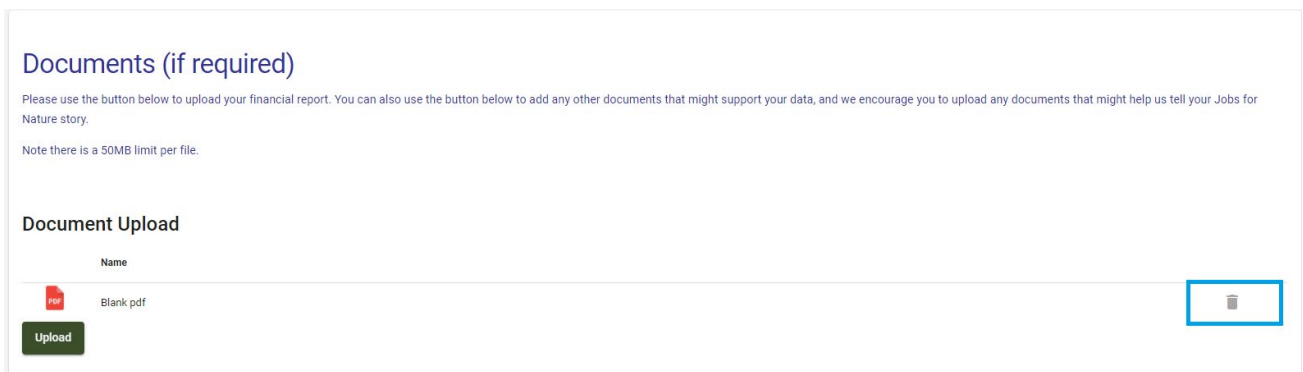 Documents (if required)
Please use the button below to upload your financial report. You can also use the button below to add any other documents that might support your data, and we encourage you to upload any documents that might help us tell your Jobs for
Nature story.
Note there is a 50MB limit per file.
Document Upload
Name
PDF
Blank pdf
Upload